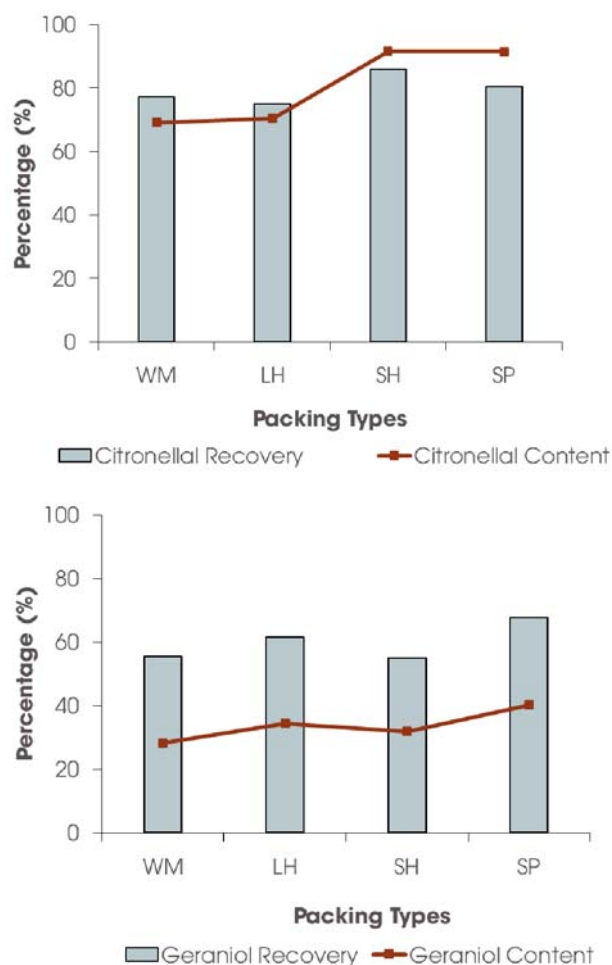 100
80
60
40
20
0
Percentage (%)
WM LH SH SP
Packing Types
Citronellal Recovery Citronellal Content
100
80
60
40
20
0
Percentage (%)
WM LH SH SP
Packing Types
Geraniol Recovery Geraniol Content